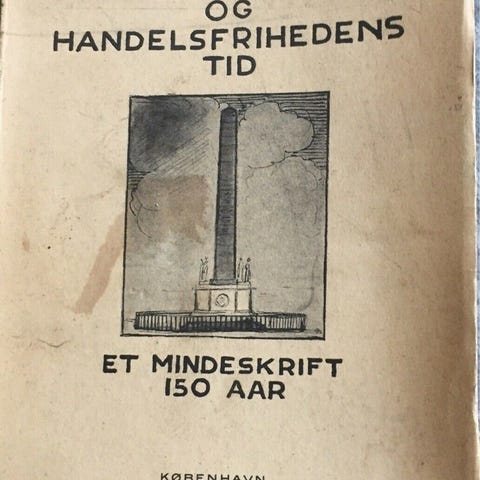 OG
HANDELSFRIHEDENS
TID
ET MINDESKRIFT
150 AAR
KØBENHAVN